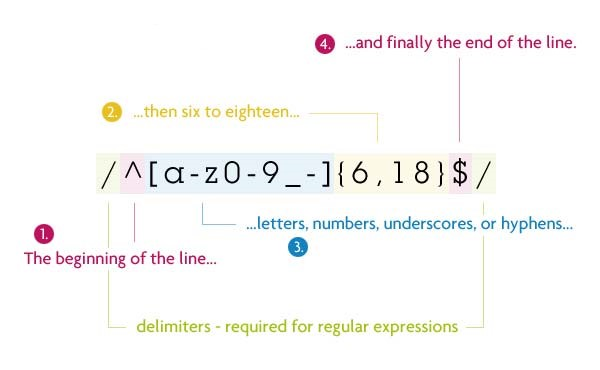 4. ...and finally the end of the line.
2. ...then six to eighteen...
/^[a-z0-9_-]{6,18}$/
...letters, numbers, underscores, or hyphens...
1.
3.
The beginning of the line...
delimiters - required for regular expressions